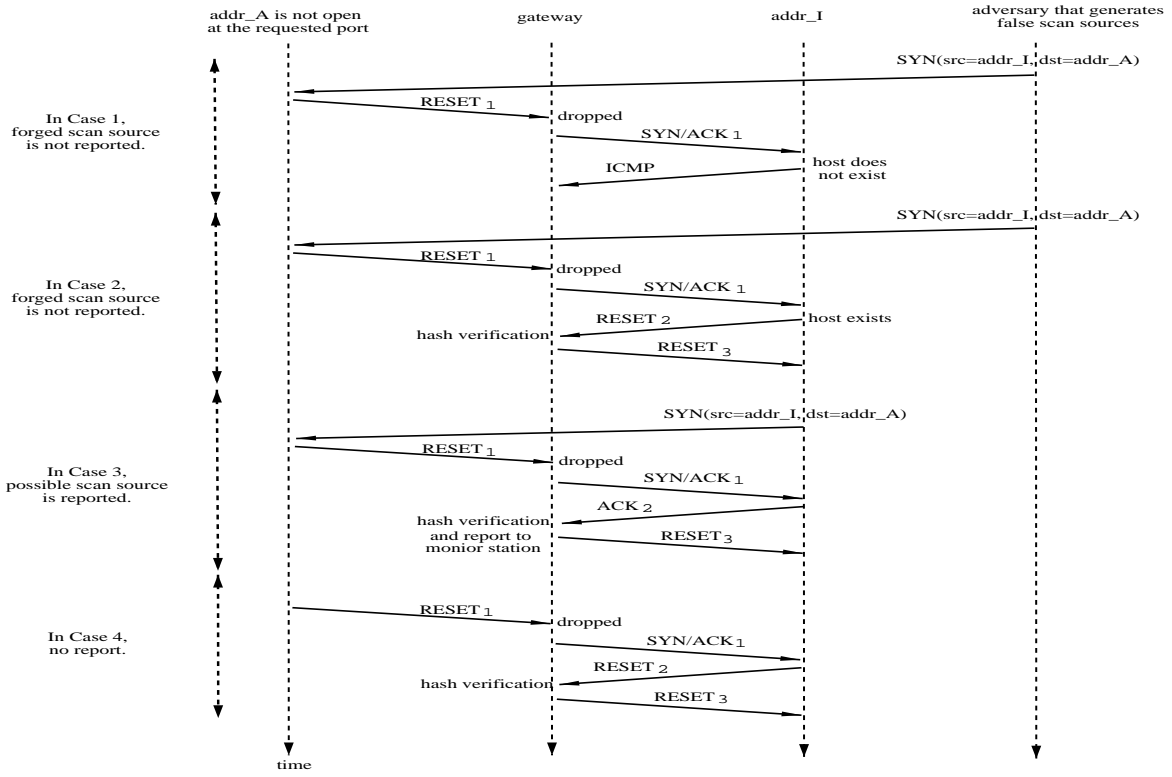 addr_A is not open
at the requested port
gateway
addr_I
adversary that generates
false scan sources
SYN(src=addr_I, dst=addr_A)
In Case 1,
forged scan source
is not reported.
RESET 1
dropped
SYN/ACK 1
ICMP
host does
not exist
SYN(src=addr_I, dst=addr_A)
In Case 2,
forged scan source
is not reported.
RESET 1
dropped
SYN/ACK 1
RESET 2
host exists
hash verification
RESET 3
SYN(src=addr_I, dst=addr_A)
In Case 3,
possible scan source
is reported.
RESET 1
dropped
SYN/ACK 1
ACK 2
hash verification
and report to
monior station
RESET 3
In Case 4,
no report.
RESET 1
dropped
SYN/ACK 1
RESET 2
hash verification
RESET 3
time